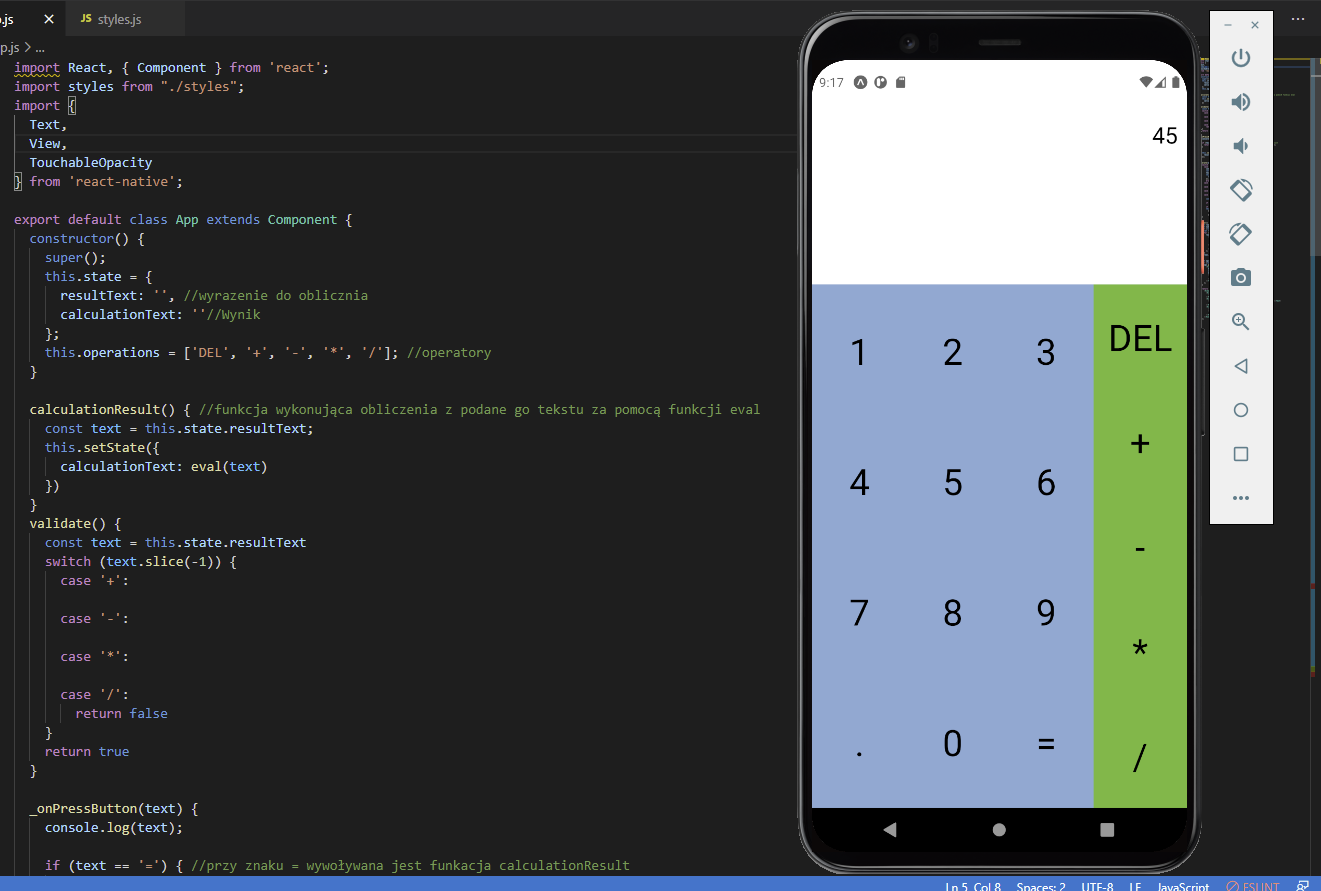 .js
JS styles.js
p.js > ...
import React, { Component } from 'react';
import styles from "./styles";
import {
Text,
View,
TouchableOpacity
} from 'react-native';
export default class App extends Component {
constructor() {
super();
this.state = {
resultText: '', //wyrazenie do oblicznia
calculationText: ''//Wynik
};
this.operations = ['DEL', '+', '-', '*', '/']; //operatory
}
calculationResult() { //funkcja wykonująca obliczenia z podane go tekstu za pomocą funkcji eval
const text = this.state.resultText;
this.setState({
calculationText: eval(text)
})
}
validate() {
const text = this.state.resultText
switch (text.slice(-1)) {
case '+':
case '-':
case '*':
case '/':
return false
}
return true
}
_onPressButton(text) {
console.log(text);
if (text == '=') { //przy znaku = wywoływana jest funkacja calculationResult
9:17
45
1 2 3 DEL
+
4 5 6
-
7 8 9
*
. 0 =
/
Ln 5, Col 8 Spaces: 2 UTF-8 LF JavaScript ESLINT